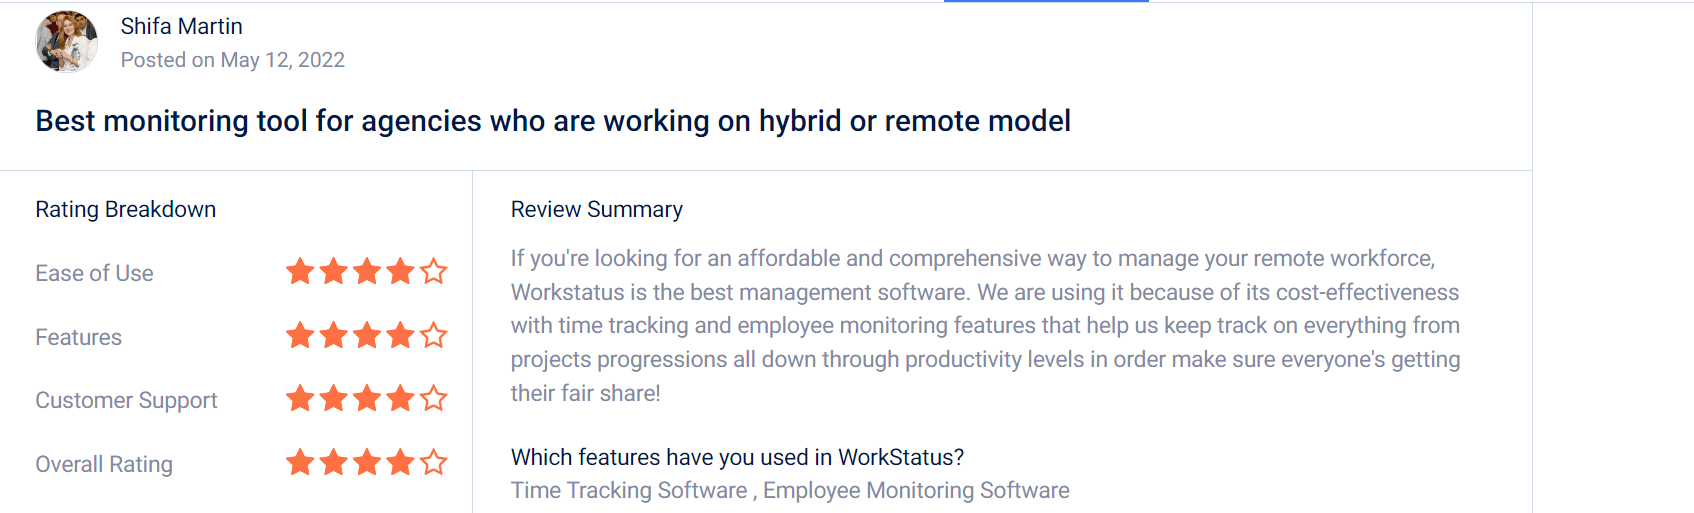 Shifa Martin
Posted on May 12, 2022
Best monitoring tool for agencies who are working on hybrid or remote model
Rating Breakdown
Ease of Use
Features
Customer Support
Overall Rating
Review Summary
If you're looking for an affordable and comprehensive way to manage your remote workforce,
Workstatus is the best management software. We are using it because of its cost-effectiveness
with time tracking and employee monitoring features that help us keep track on everything from
projects progressions all down through productivity levels in order make sure everyone's getting
their fair share!
Which features have you used in WorkStatus?
Time Tracking Software , Employee Monitoring Software